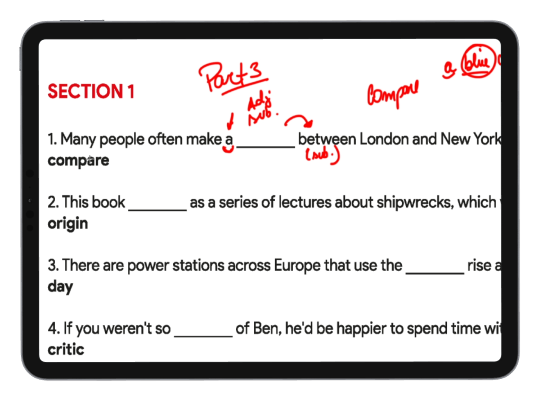 Part 3
a blue
Compare
SECTION 1
Adj
sub.
1. Many people often make a ________ between London and New York
(sub.)
compare
2. This book ________ as a series of lectures about shipwrecks, which
origin
3. There are power stations across Europe that use the ________ rise a
day
4. If you weren't so ________ of Ben, he'd be happier to spend time wi
critic